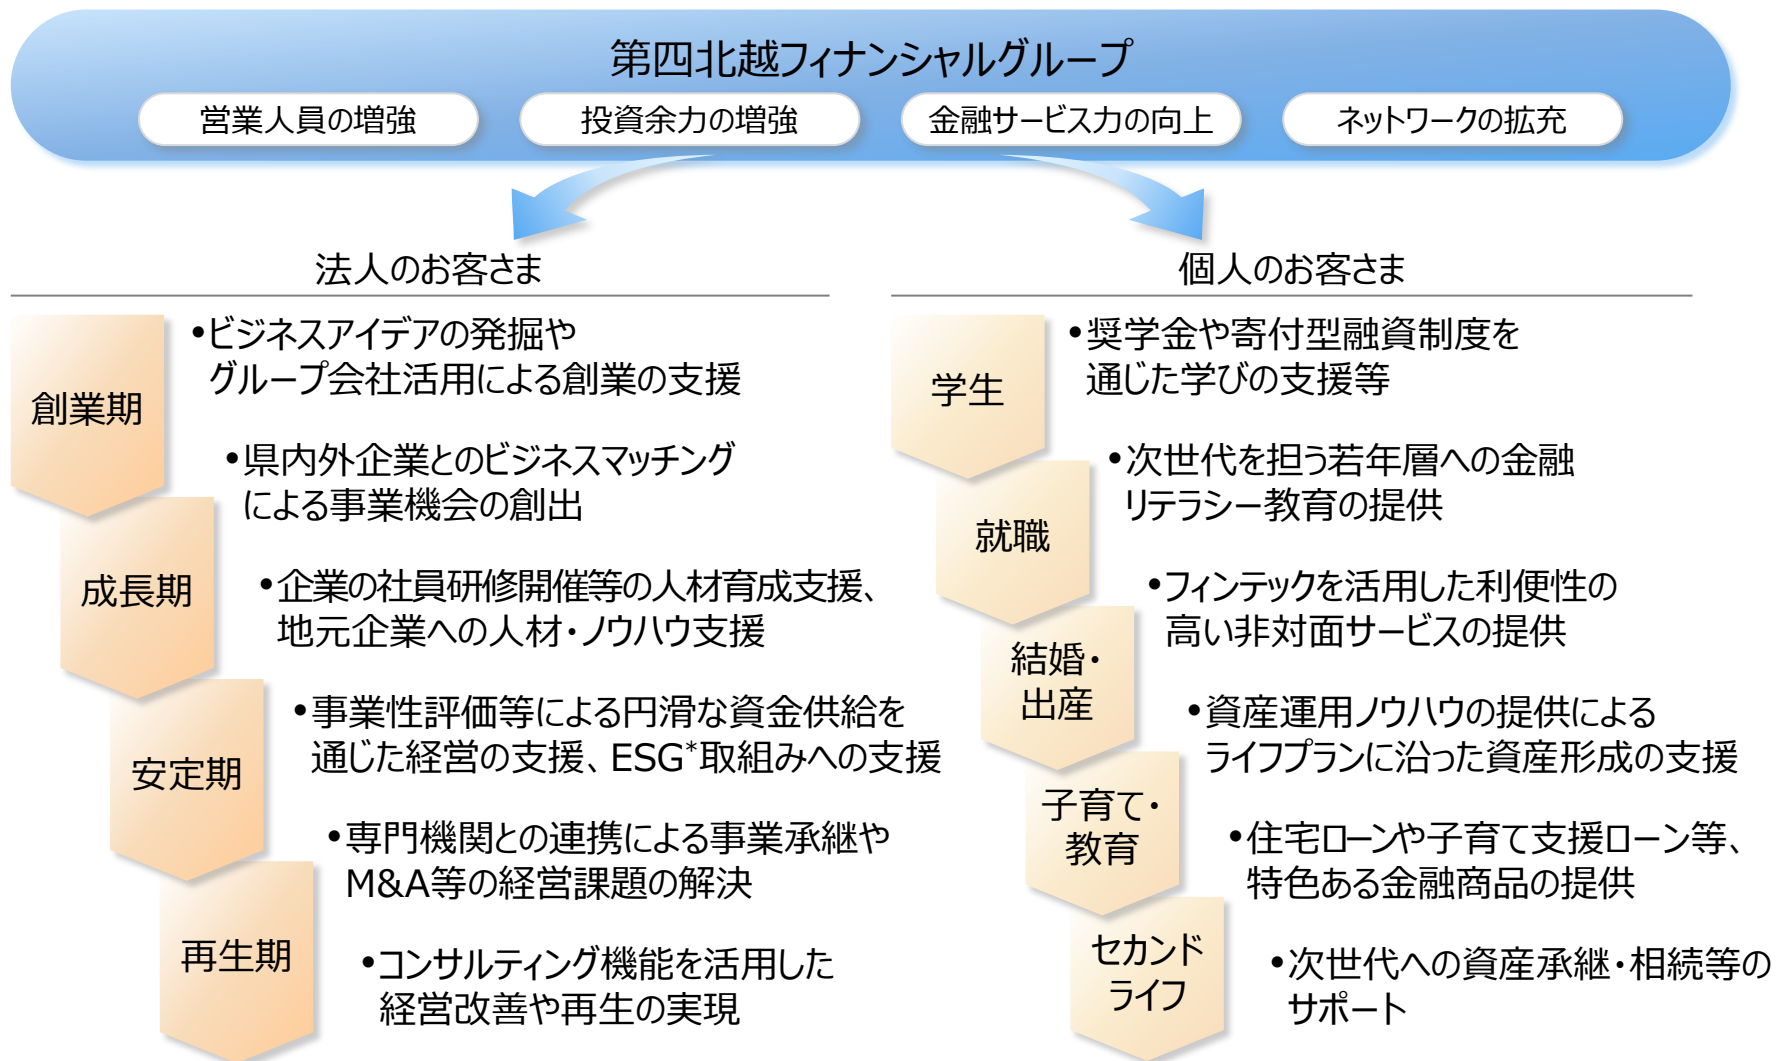 第四北越フィナンシャルグループ
営業人員の増強
投資余力の増強
金融サービス力の向上
ネットワークの拡充
法人のお客さま
創業期
成長期
安定期
再生期
•ビジネスアイデアの発掘や
グループ会社活用による創業の支援
•県内外企業とのビジネスマッチング
による事業機会の創出
•企業の社員研修開催等の人材育成支援、
地元企業への人材・ノウハウ支援
•事業性評価等による円滑な資金供給を
通じた経営の支援、ESG*取組みへの支援
•専門機関との連携による事業承継や
M&A等の経営課題の解決
•コンサルティング機能を活用した
経営改善や再生の実現
個人のお客さま
学生
就職
結婚・
出産
子育て・
教育
セカンド
ライフ
•奨学金や寄付型融資制度を
通じた学びの支援等
•次世代を担う若年層への金融
リテラシー教育の提供
•フィンテックを活用した利便性の
高い非対面サービスの提供
•資産運用ノウハウの提供による
ライフプランに沿った資産形成の支援
•住宅ローンや子育て支援ローン等、
特色ある金融商品の提供
•次世代への資産承継・相続等の
サポート